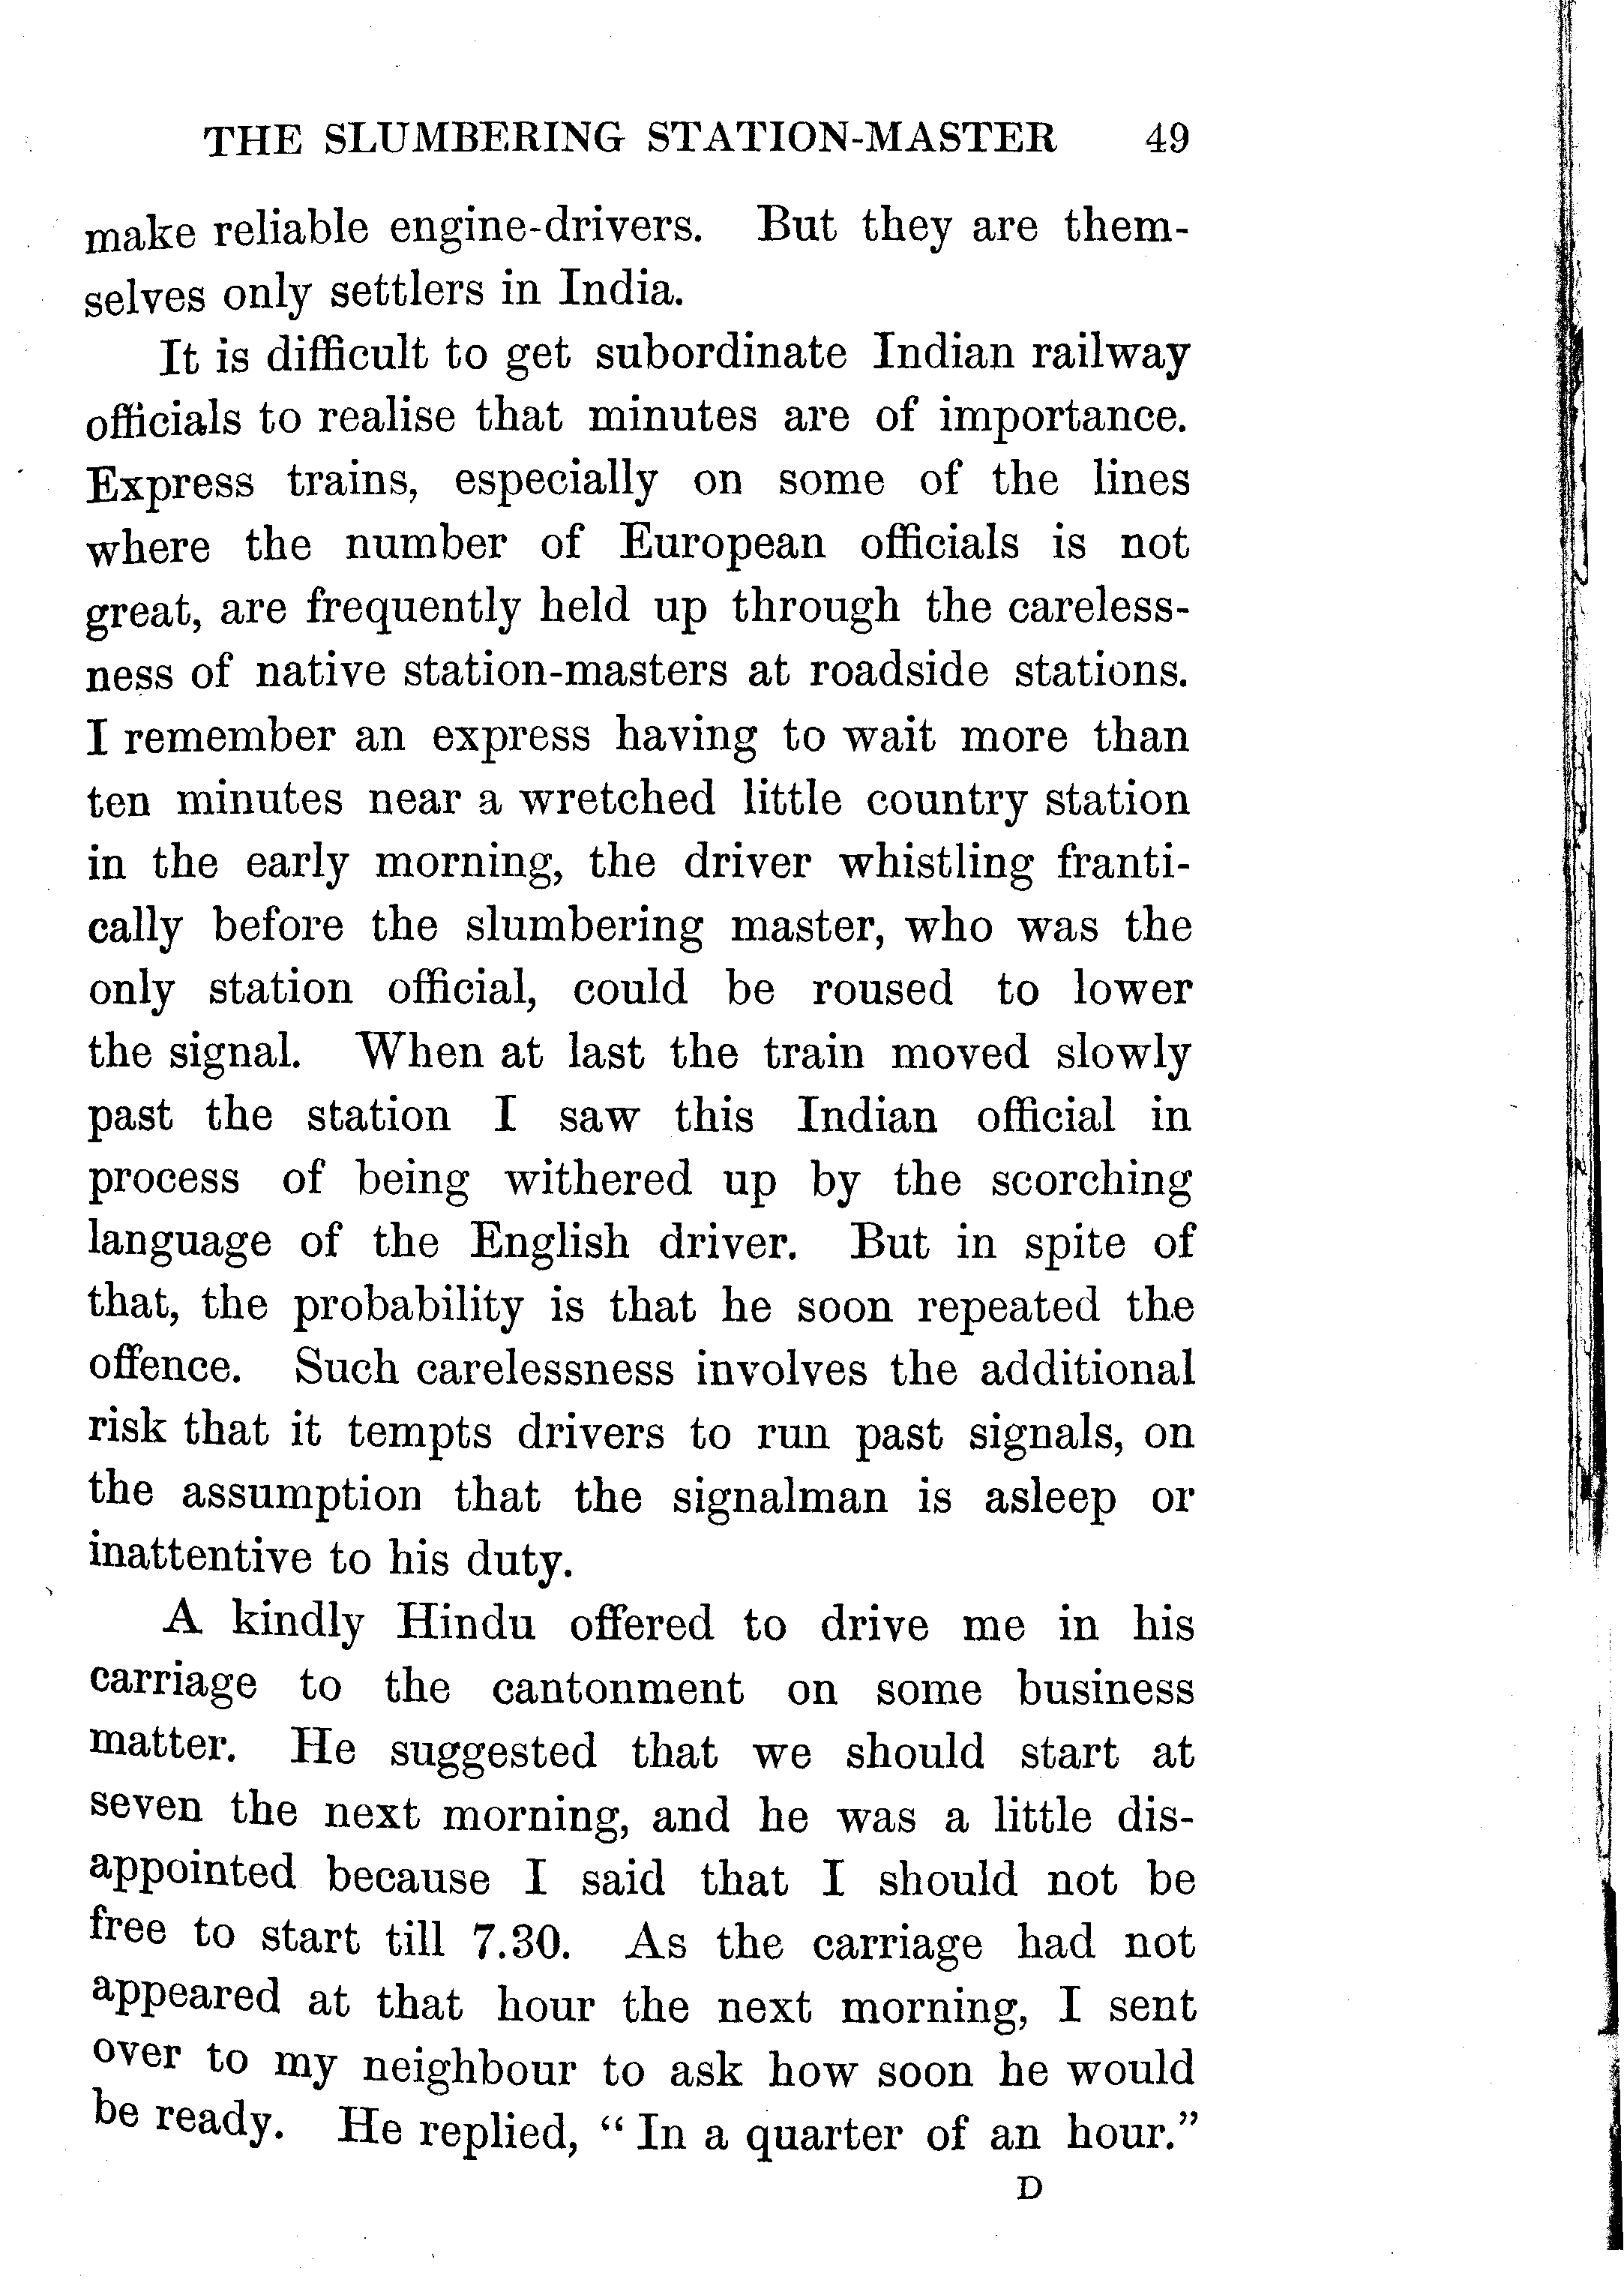 THE SLUMBERING STATION-MASTER 49
make reliable engine-drivers. But they are them-
selves only settlers in India.
It is difficult to get subordinate Indian railway
officials to realise that minutes are of importance.
Express trains, especially on some of the lines
where the number of European officials is not
great, are frequently held up through the careless-
ness of native station-masters at roadside stations.
I remember an express having to wait more than
ten minutes near a wretched little country station
in the early morning, the driver whistling franti-
cally before the slumbering master, who was the
only station official, could be roused to lower
the signal. When at last the train moved slowly
past the station I saw this Indian official in
process of being withered up by the scorching
language of the English driver. But in spite of
that, the probability is that he soon repeated the
offence. Such carelessness involves the additional
risk that it tempts drivers to run past signals, on
the assumption that the signalman is asleep or
inattentive to his duty.
A kindly Hindu offered to drive me in his
carriage to the cantonment on some business
matter. He suggested that we should start at
seven the next morning, and he was a little dis-
appointed because I said that I should not be
free to start till 7.30. As the carriage had not
appeared at that hour the next morning, I sent
over to my neighbour to ask how soon he would
be ready. He replied, “ In a quarter of an hour.”
D